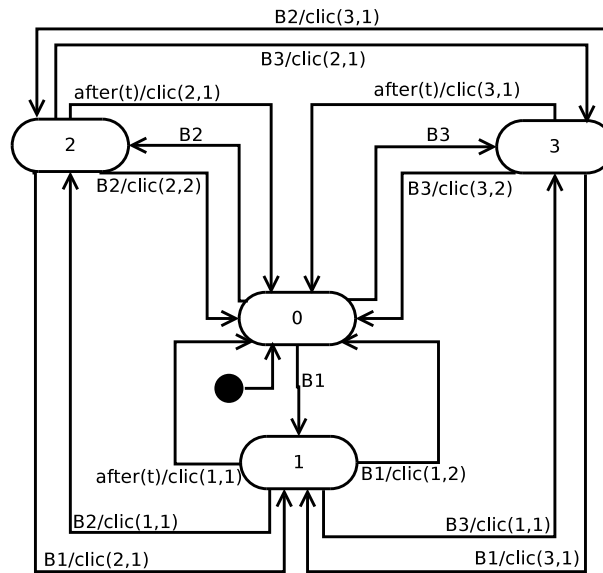 B2/clic(3,1)
B3/clic(2,1)
after(t)/clic(2,1)
after(t)/clic(3,1)
B2
B3
2
3
B2/clic(2,2)
B3/clic(3,2)
0
B1
1
after(t)/clic(1,1)
B1/clic(1,2)
B2/clic(1,1)
B3/clic(1,1)
B1/clic(2,1)
B1/clic(3,1)